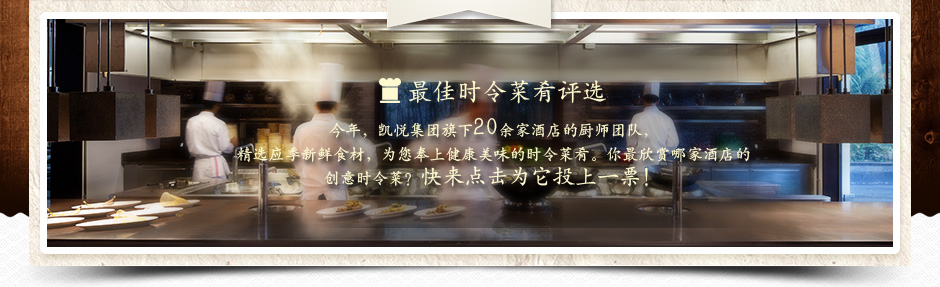 最佳时令菜肴评选
今年，凯悦集团旗下20余家酒店的厨师团队，
精选应季新鲜食材，为您奉上健康美味的时令菜肴。你最欣赏哪家酒店的
创意时令菜？快来点击为它投上一票！